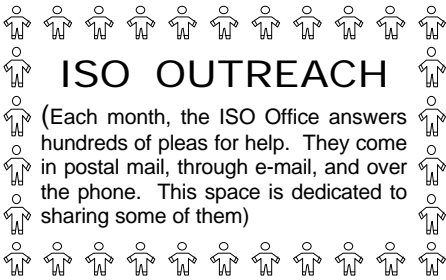 ISO OUTREACH
(Each month, the ISO Office answers
hundreds of pleas for help. They come
in postal mail, through e-mail, and over
the phone. This space is dedicated to
sharing some of them)